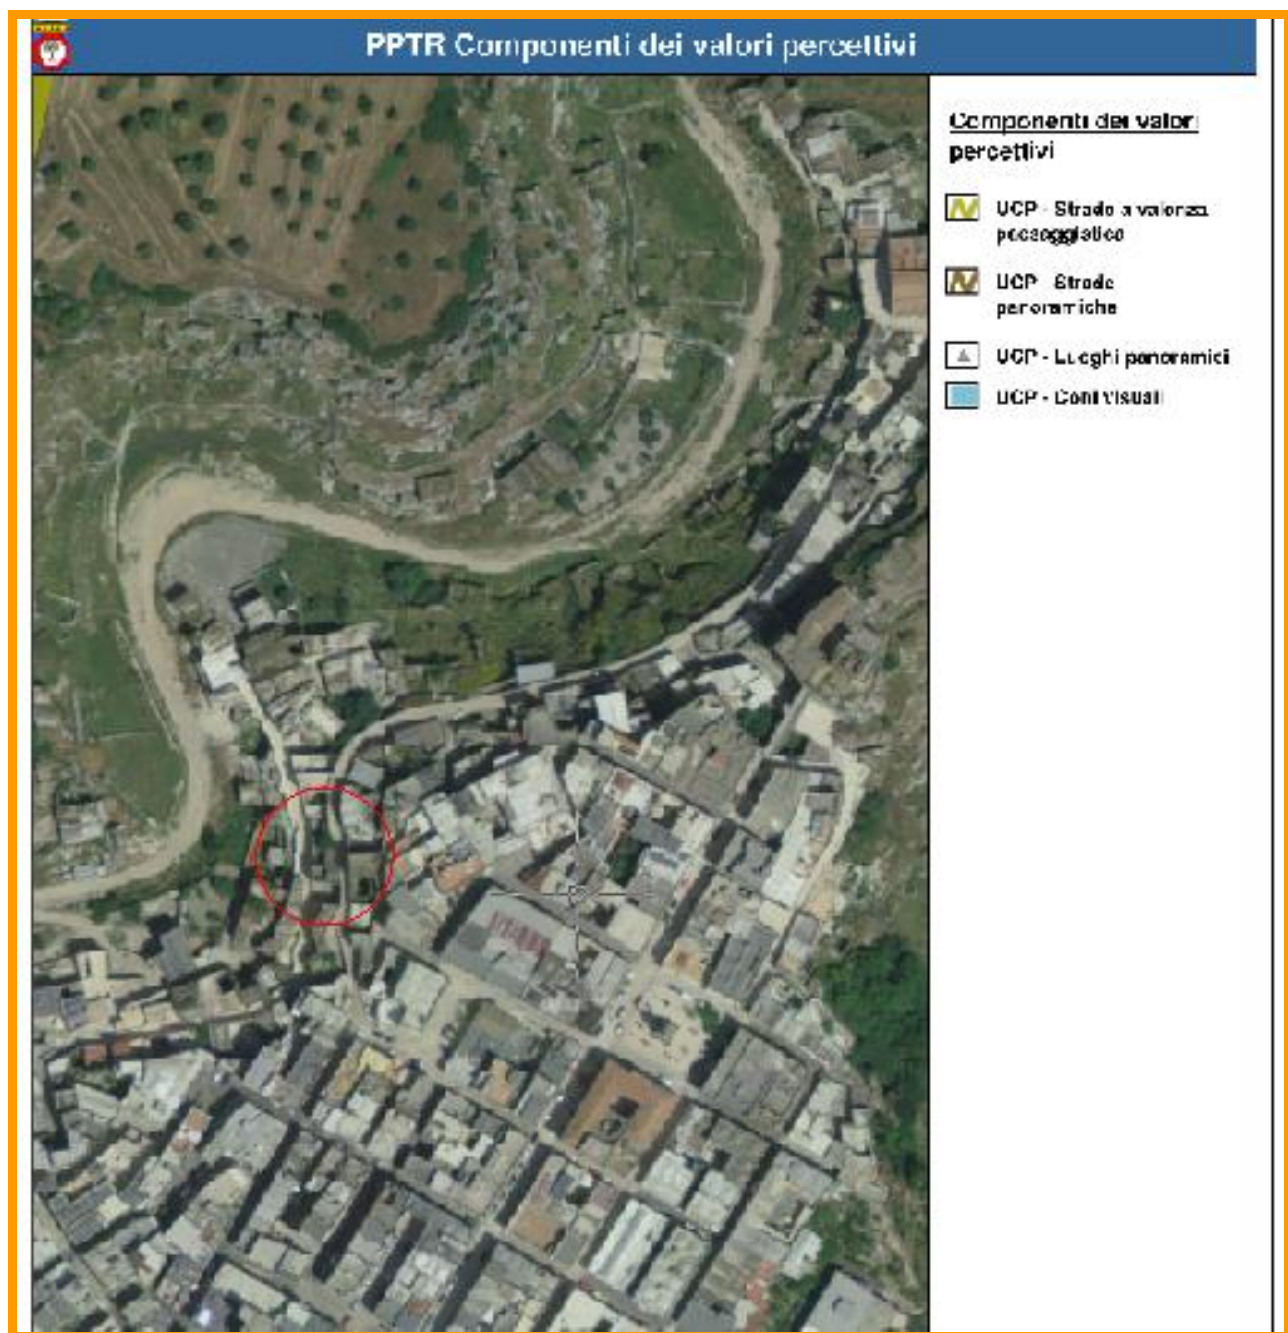 PPTR Componenti dei valori percettivi
Componenti dei valori
percettivi
UCP - Strade a valenza
paesaggistica
UCP - Strade
panoramiche
UCP - Luoghi panoramici
UCP - Coni visuali